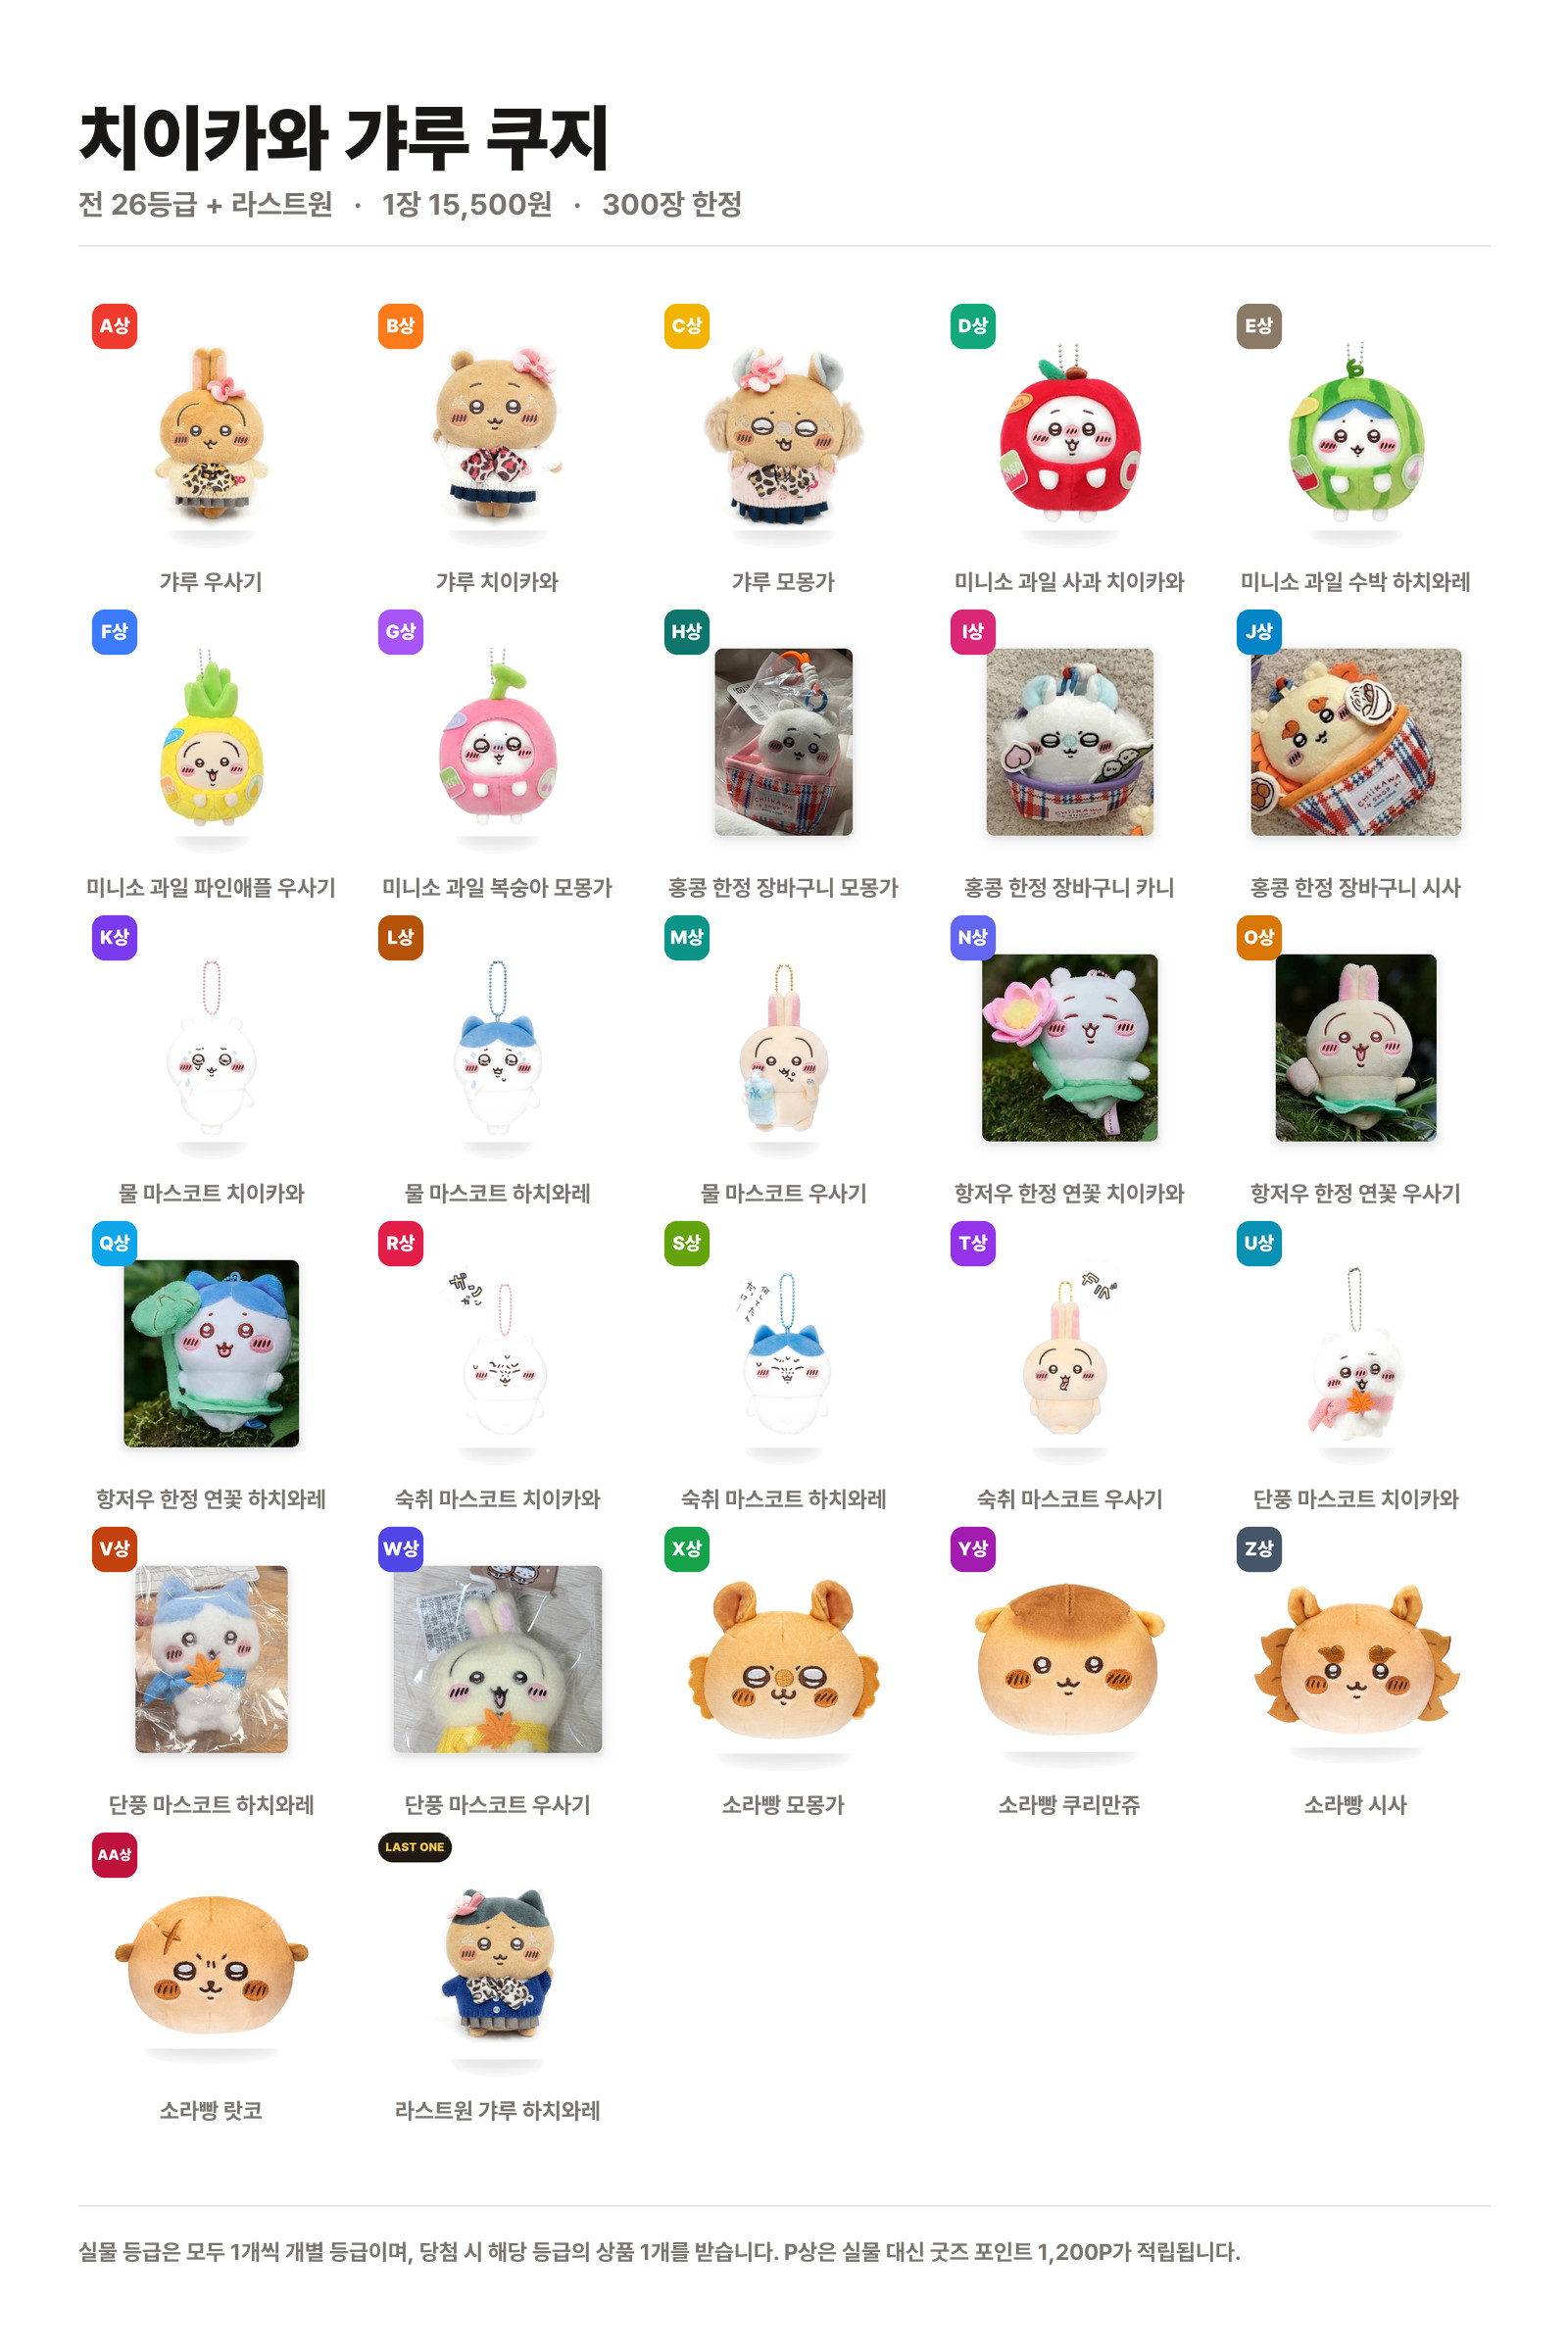 치이카와 갸루 쿠지
전 26등급 + 라스트원 · 1장 15,500원 · 300장 한정
A상
B상
C상
D상
E상
갸루 우사기
갸루 치이카와
갸루 모몽가
미니소 과일 사과 치이카와
미니소 과일 수박 하치와레
F상
G상
H상
I상
J상
CHIIKAWA
SHOP
CHIIKAWA
SHOP
CHIIKAWA
SHOP
미니소 과일 파인애플 우사기
미니소 과일 복숭아 모몽가
홍콩 한정 장바구니 모몽가
홍콩 한정 장바구니 카니
홍콩 한정 장바구니 시사
K상
L상
M상
N상
O상
水
물 마스코트 치이카와
물 마스코트 하치와레
물 마스코트 우사기
항저우 한정 연꽃 치이카와
항저우 한정 연꽃 우사기
Q상
R상
S상
T상
U상
항저우 한정 연꽃 하치와레
숙취 마스코트 치이카와
숙취 마스코트 하치와레
숙취 마스코트 우사기
단풍 마스코트 치이카와
V상
W상
X상
Y상
Z상
단풍 마스코트 하치와레
단풍 마스코트 우사기
소라빵 모몽가
소라빵 쿠리만쥬
소라빵 시사
AA상
LAST ONE
소라빵 랏코
라스트원 갸루 하치와레
실물 등급은 모두 1개씩 개별 등급이며, 당첨 시 해당 등급의 상품 1개를 받습니다. P상은 실물 대신 굿즈 포인트 1,200P가 적립됩니다.